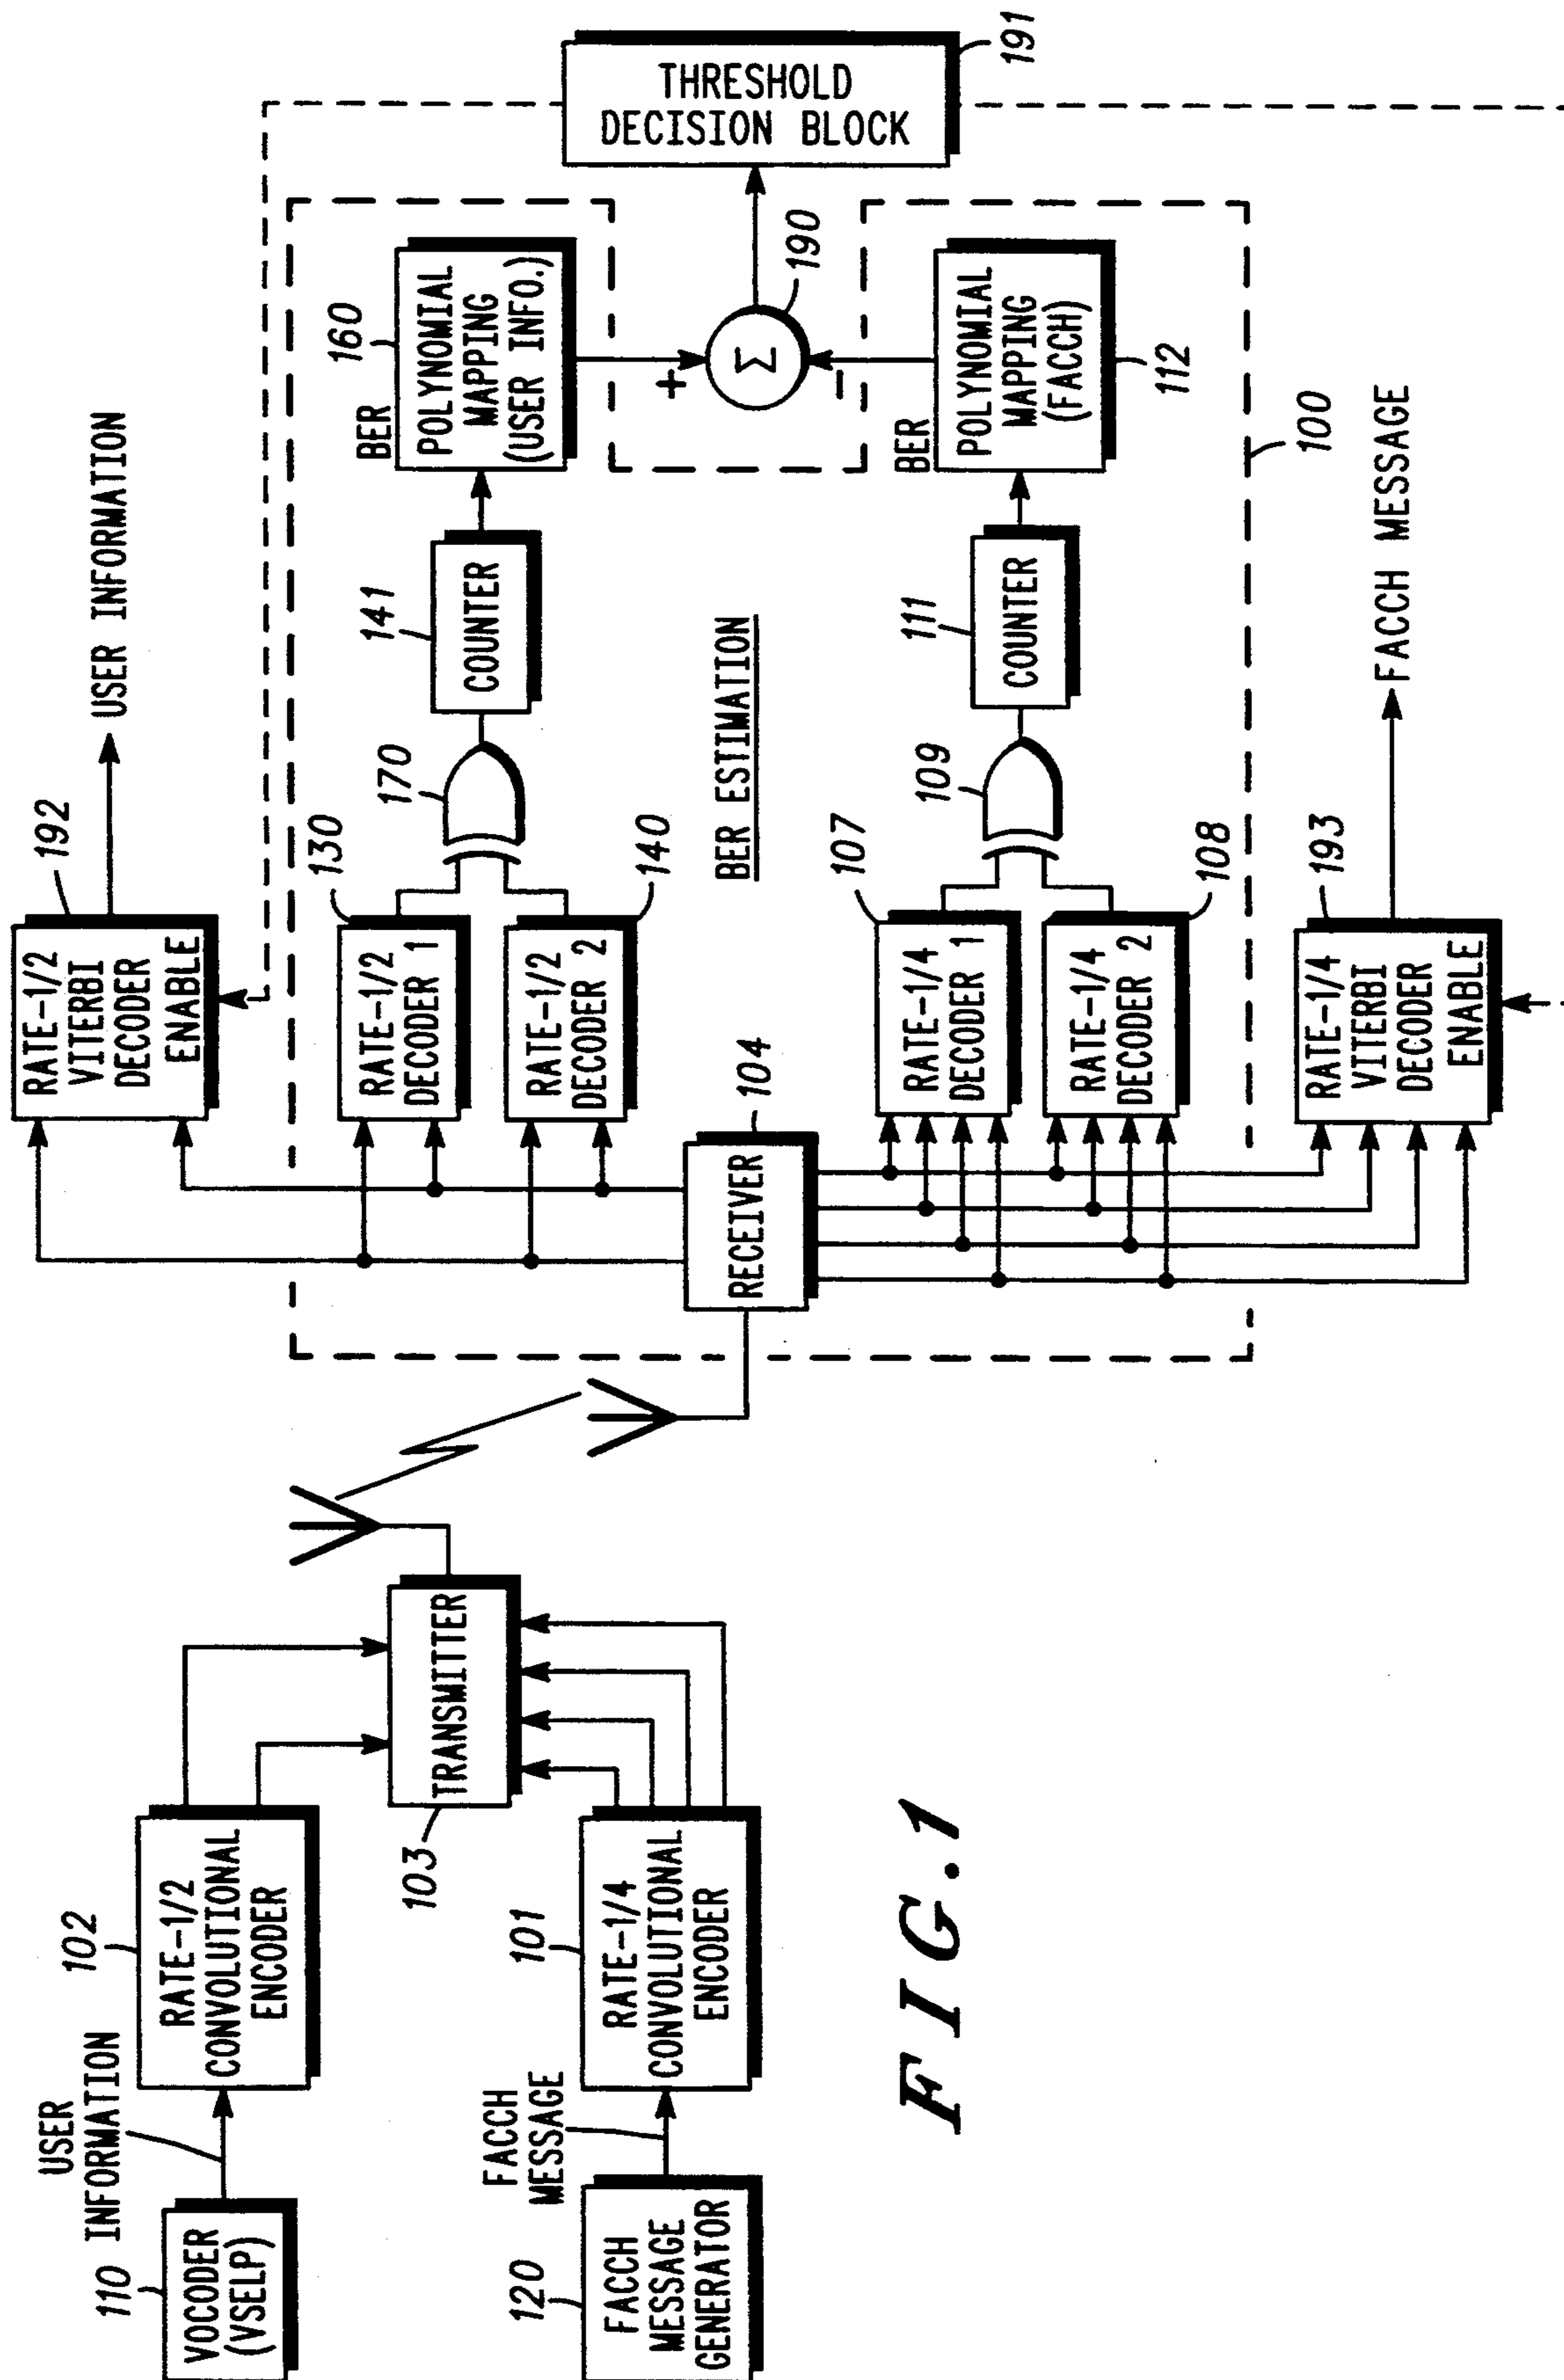 110
VOCODER
(VSELP)
USER
INFORMATION
102
RATE-1/2
CONVOLUTIONAL
ENCODER
120
FACCH
MESSAGE
GENERATOR
FACCH
MESSAGE
101
RATE-1/4
CONVOLUTIONAL
ENCODER
103
TRANSMITTER
RECEIVER
104
RATE-1/2
VITERBI
DECODER
ENABLE
192
USER INFORMATION
130
RATE-1/2
DECODER 1
RATE-1/2
DECODER 2
140
170
141
COUNTER
BER
160
POLYNOMIAL
MAPPING
(USER INFO.)
BER ESTIMATION
107
RATE-1/4
DECODER 1
RATE-1/4
DECODER 2
108
109
111
COUNTER
BER
POLYNOMIAL
MAPPING
(FACCH)
112
+
Σ
−
190
THRESHOLD
DECISION BLOCK
191
100
RATE-1/4
VITERBI
DECODER
ENABLE
193
FACCH MESSAGE
FIG.1